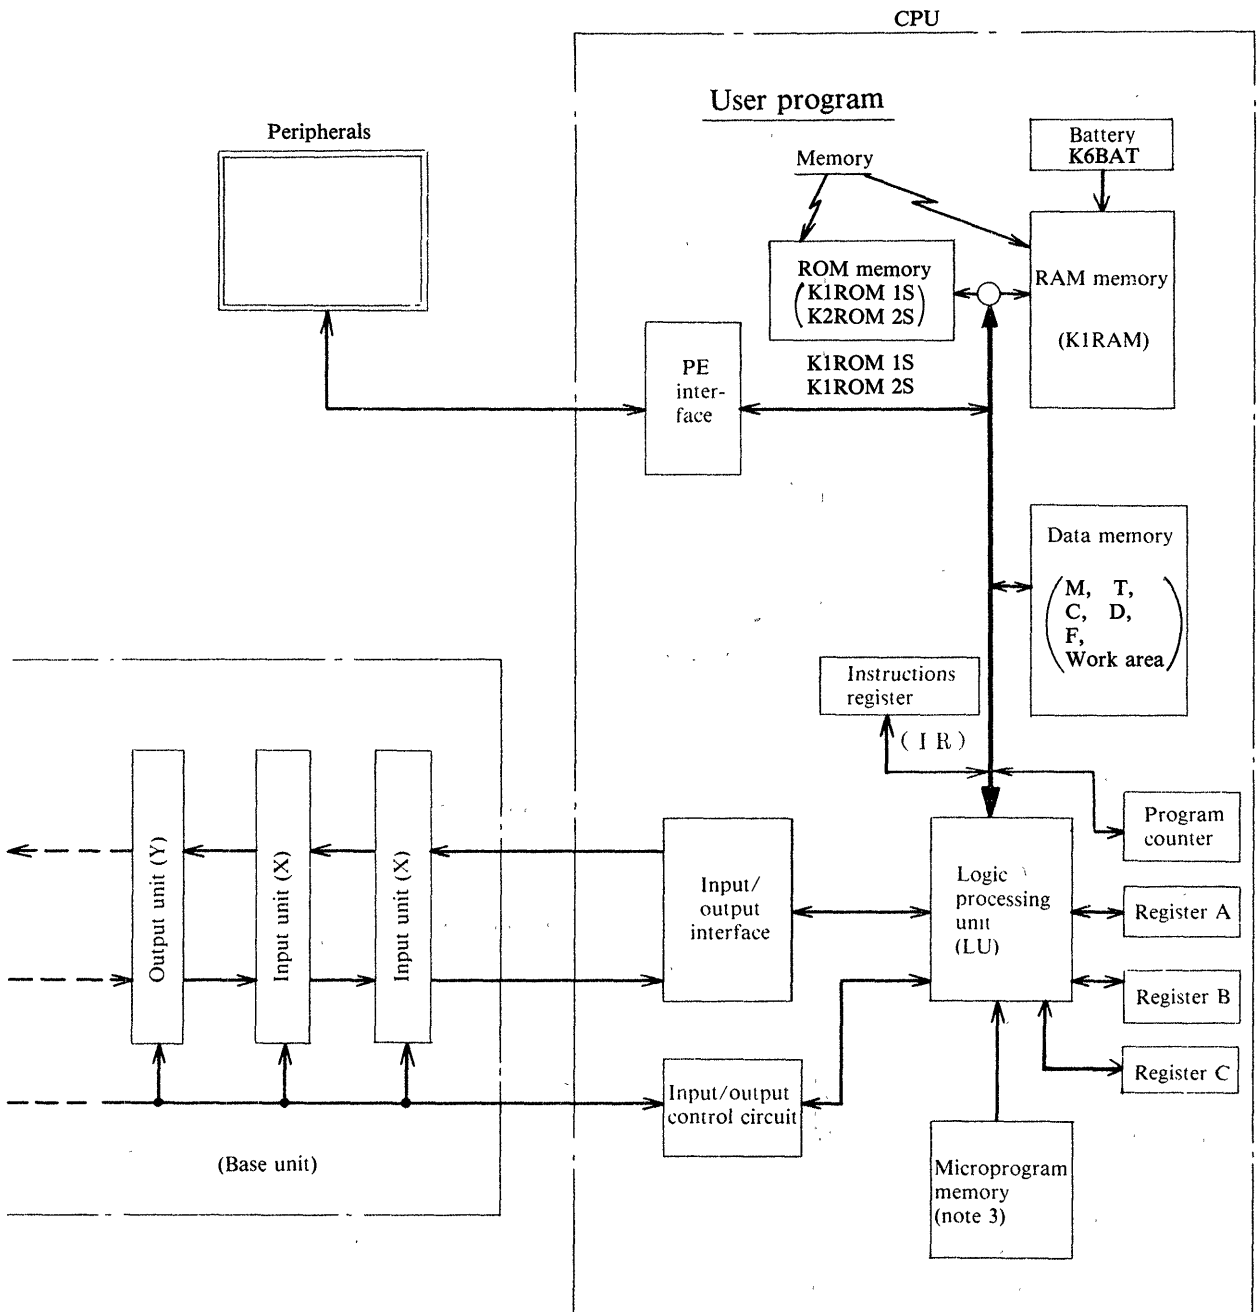 CPU
User program
Peripherals
Battery
K6BAT
Memory
ROM memory
(K1ROM 1S
K2ROM 2S)
RAM memory
(K1RAM)
K1ROM 1S
K1ROM 2S
PE
inter-
face
Data memory
(M, T,
C, D,
F,
Work area)
Instructions
register
(IR)
Program
counter
Output unit (Y)
Input unit (X)
Input unit (X)
Input/
output
interface
Logic
processing
unit
(LU)
Register A
Register B
Register C
Input/output
control circuit
(Base unit)
Microprogram
memory
(note 3)